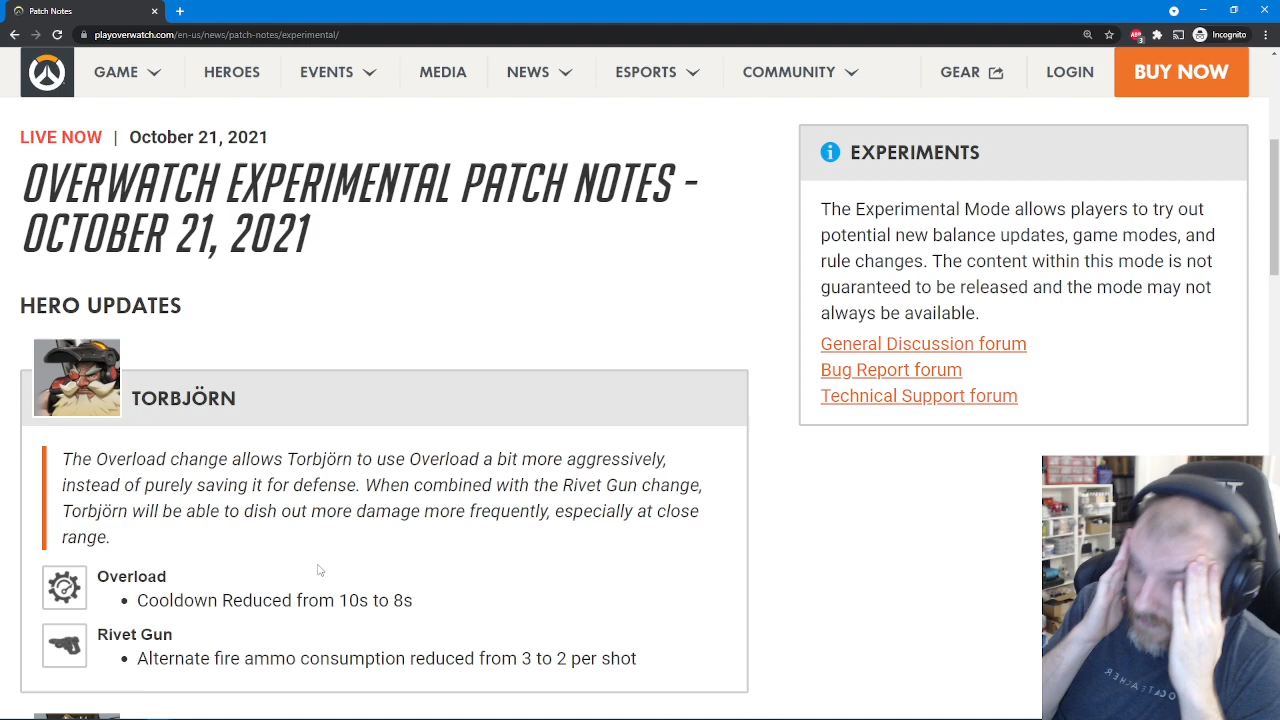 Patch Notes
playoverwatch.com/en-us/news/patch-notes/experimental/
3
Incognito
GAME
HEROES
EVENTS
MEDIA
NEWS
ESPORTS
COMMUNITY
GEAR
LOGIN
BUY NOW
LIVE NOW | October 21, 2021
OVERWATCH EXPERIMENTAL PATCH NOTES -
OCTOBER 21, 2021
HERO UPDATES
TORBJÖRN
The Overload change allows Torbjörn to use Overload a bit more aggressively,
instead of purely saving it for defense. When combined with the Rivet Gun change,
Torbjörn will be able to dish out more damage more frequently, especially at close
range.
Overload
• Cooldown Reduced from 10s to 8s
Rivet Gun
• Alternate fire ammo consumption reduced from 3 to 2 per shot
EXPERIMENTS
The Experimental Mode allows players to try out
potential new balance updates, game modes, and
rule changes. The content within this mode is not
guaranteed to be released and the mode may not
always be available.
General Discussion forum
Bug Report forum
Technical Support forum